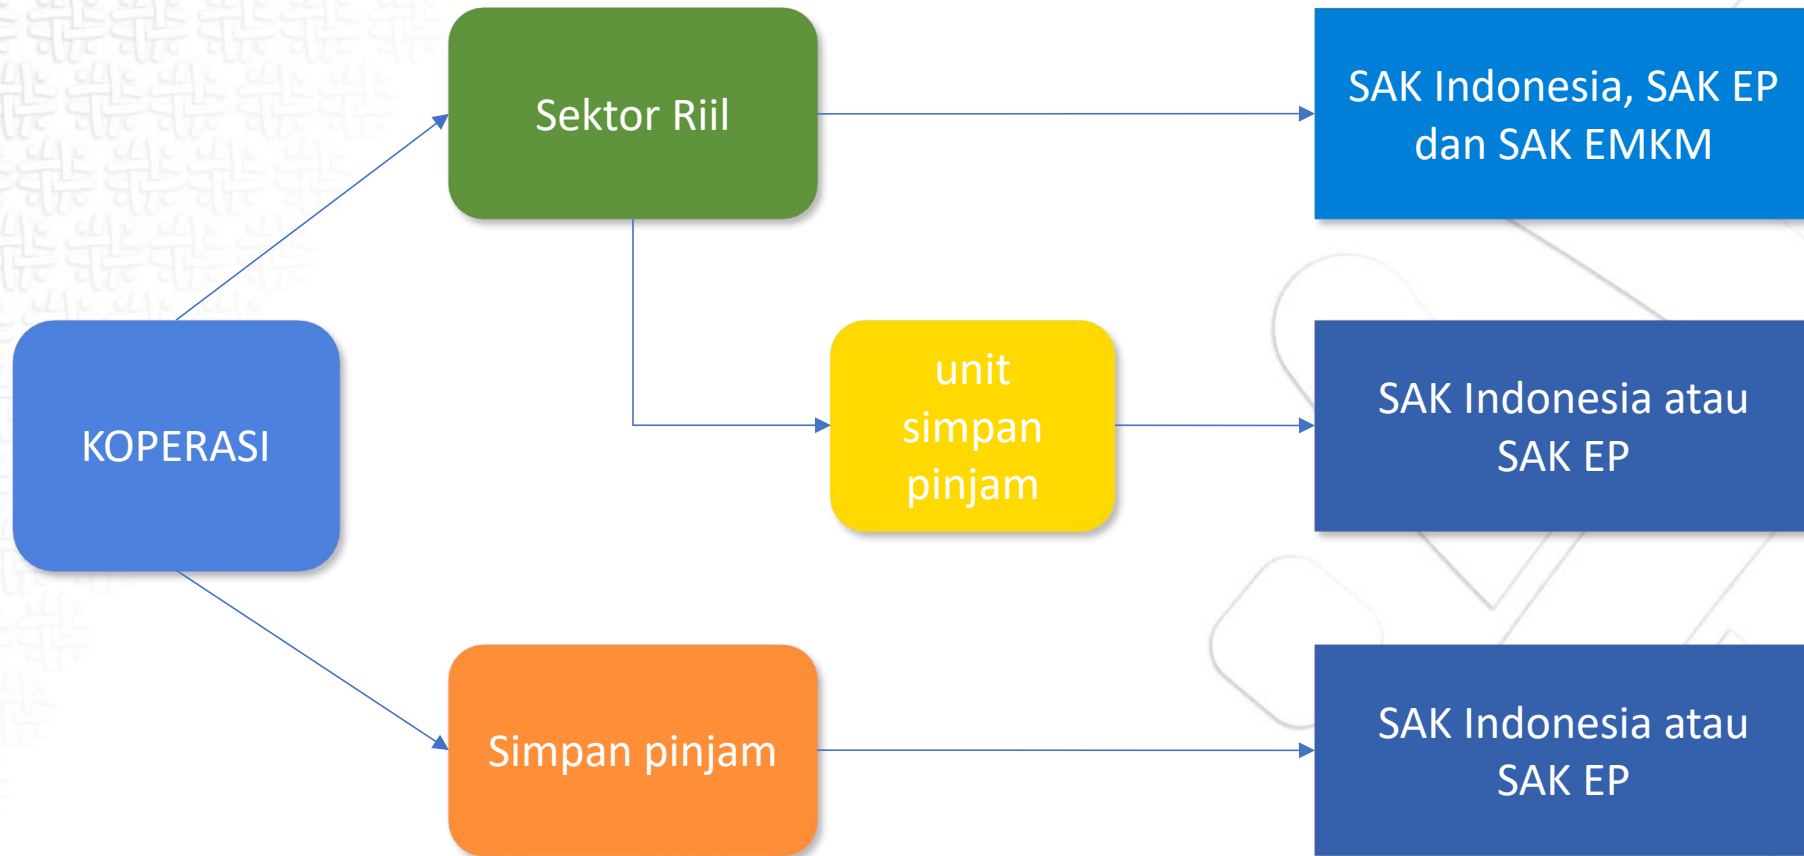 Sektor Riil
SAK Indonesia, SAK EP
dan SAK EMKM
KOPERASI
unit
simpan
pinjam
SAK Indonesia atau
SAK EP
Simpan pinjam
SAK Indonesia atau
SAK EP